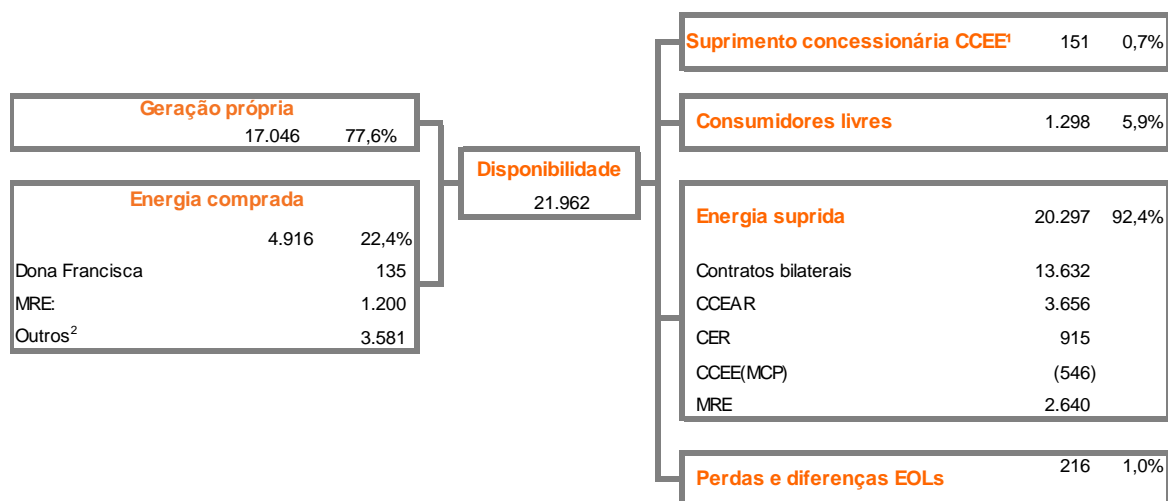 Geração própria
17.046 77,6%
Energia comprada
4.916 22,4%
Dona Francisca 135
MRE: 1.200
Outros² 3.581
Disponibilidade
21.962
Suprimento concessionária CCEE¹ 151 0,7%
Consumidores livres 1.298 5,9%
Energia suprida 20.297 92,4%
Contratos bilaterais 13.632
CCEAR 3.656
CER 915
CCEE(MCP) (546)
MRE 2.640
Perdas e diferenças EOLs 216 1,0%